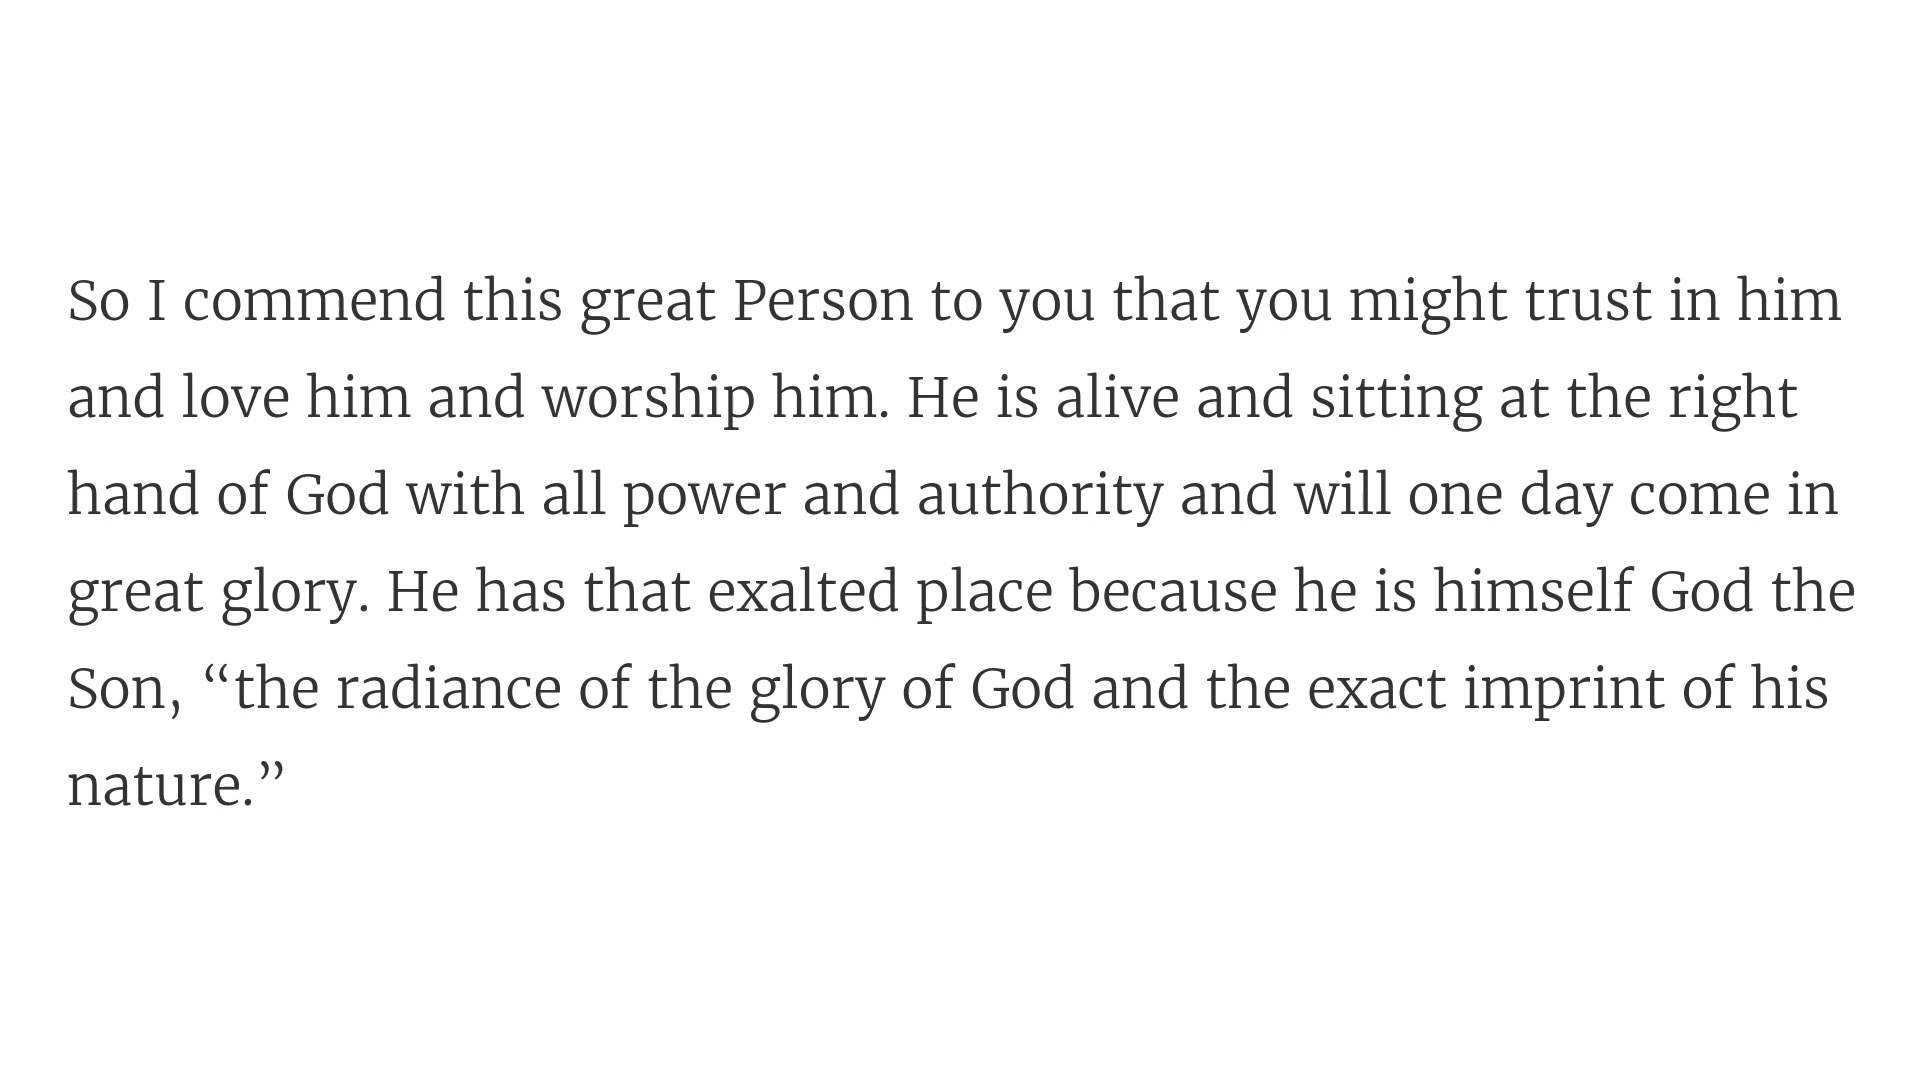 So I commend this great Person to you that you might trust in him
and love him and worship him. He is alive and sitting at the right
hand of God with all power and authority and will one day come in
great glory. He has that exalted place because he is himself God the
Son, “the radiance of the glory of God and the exact imprint of his
nature.”